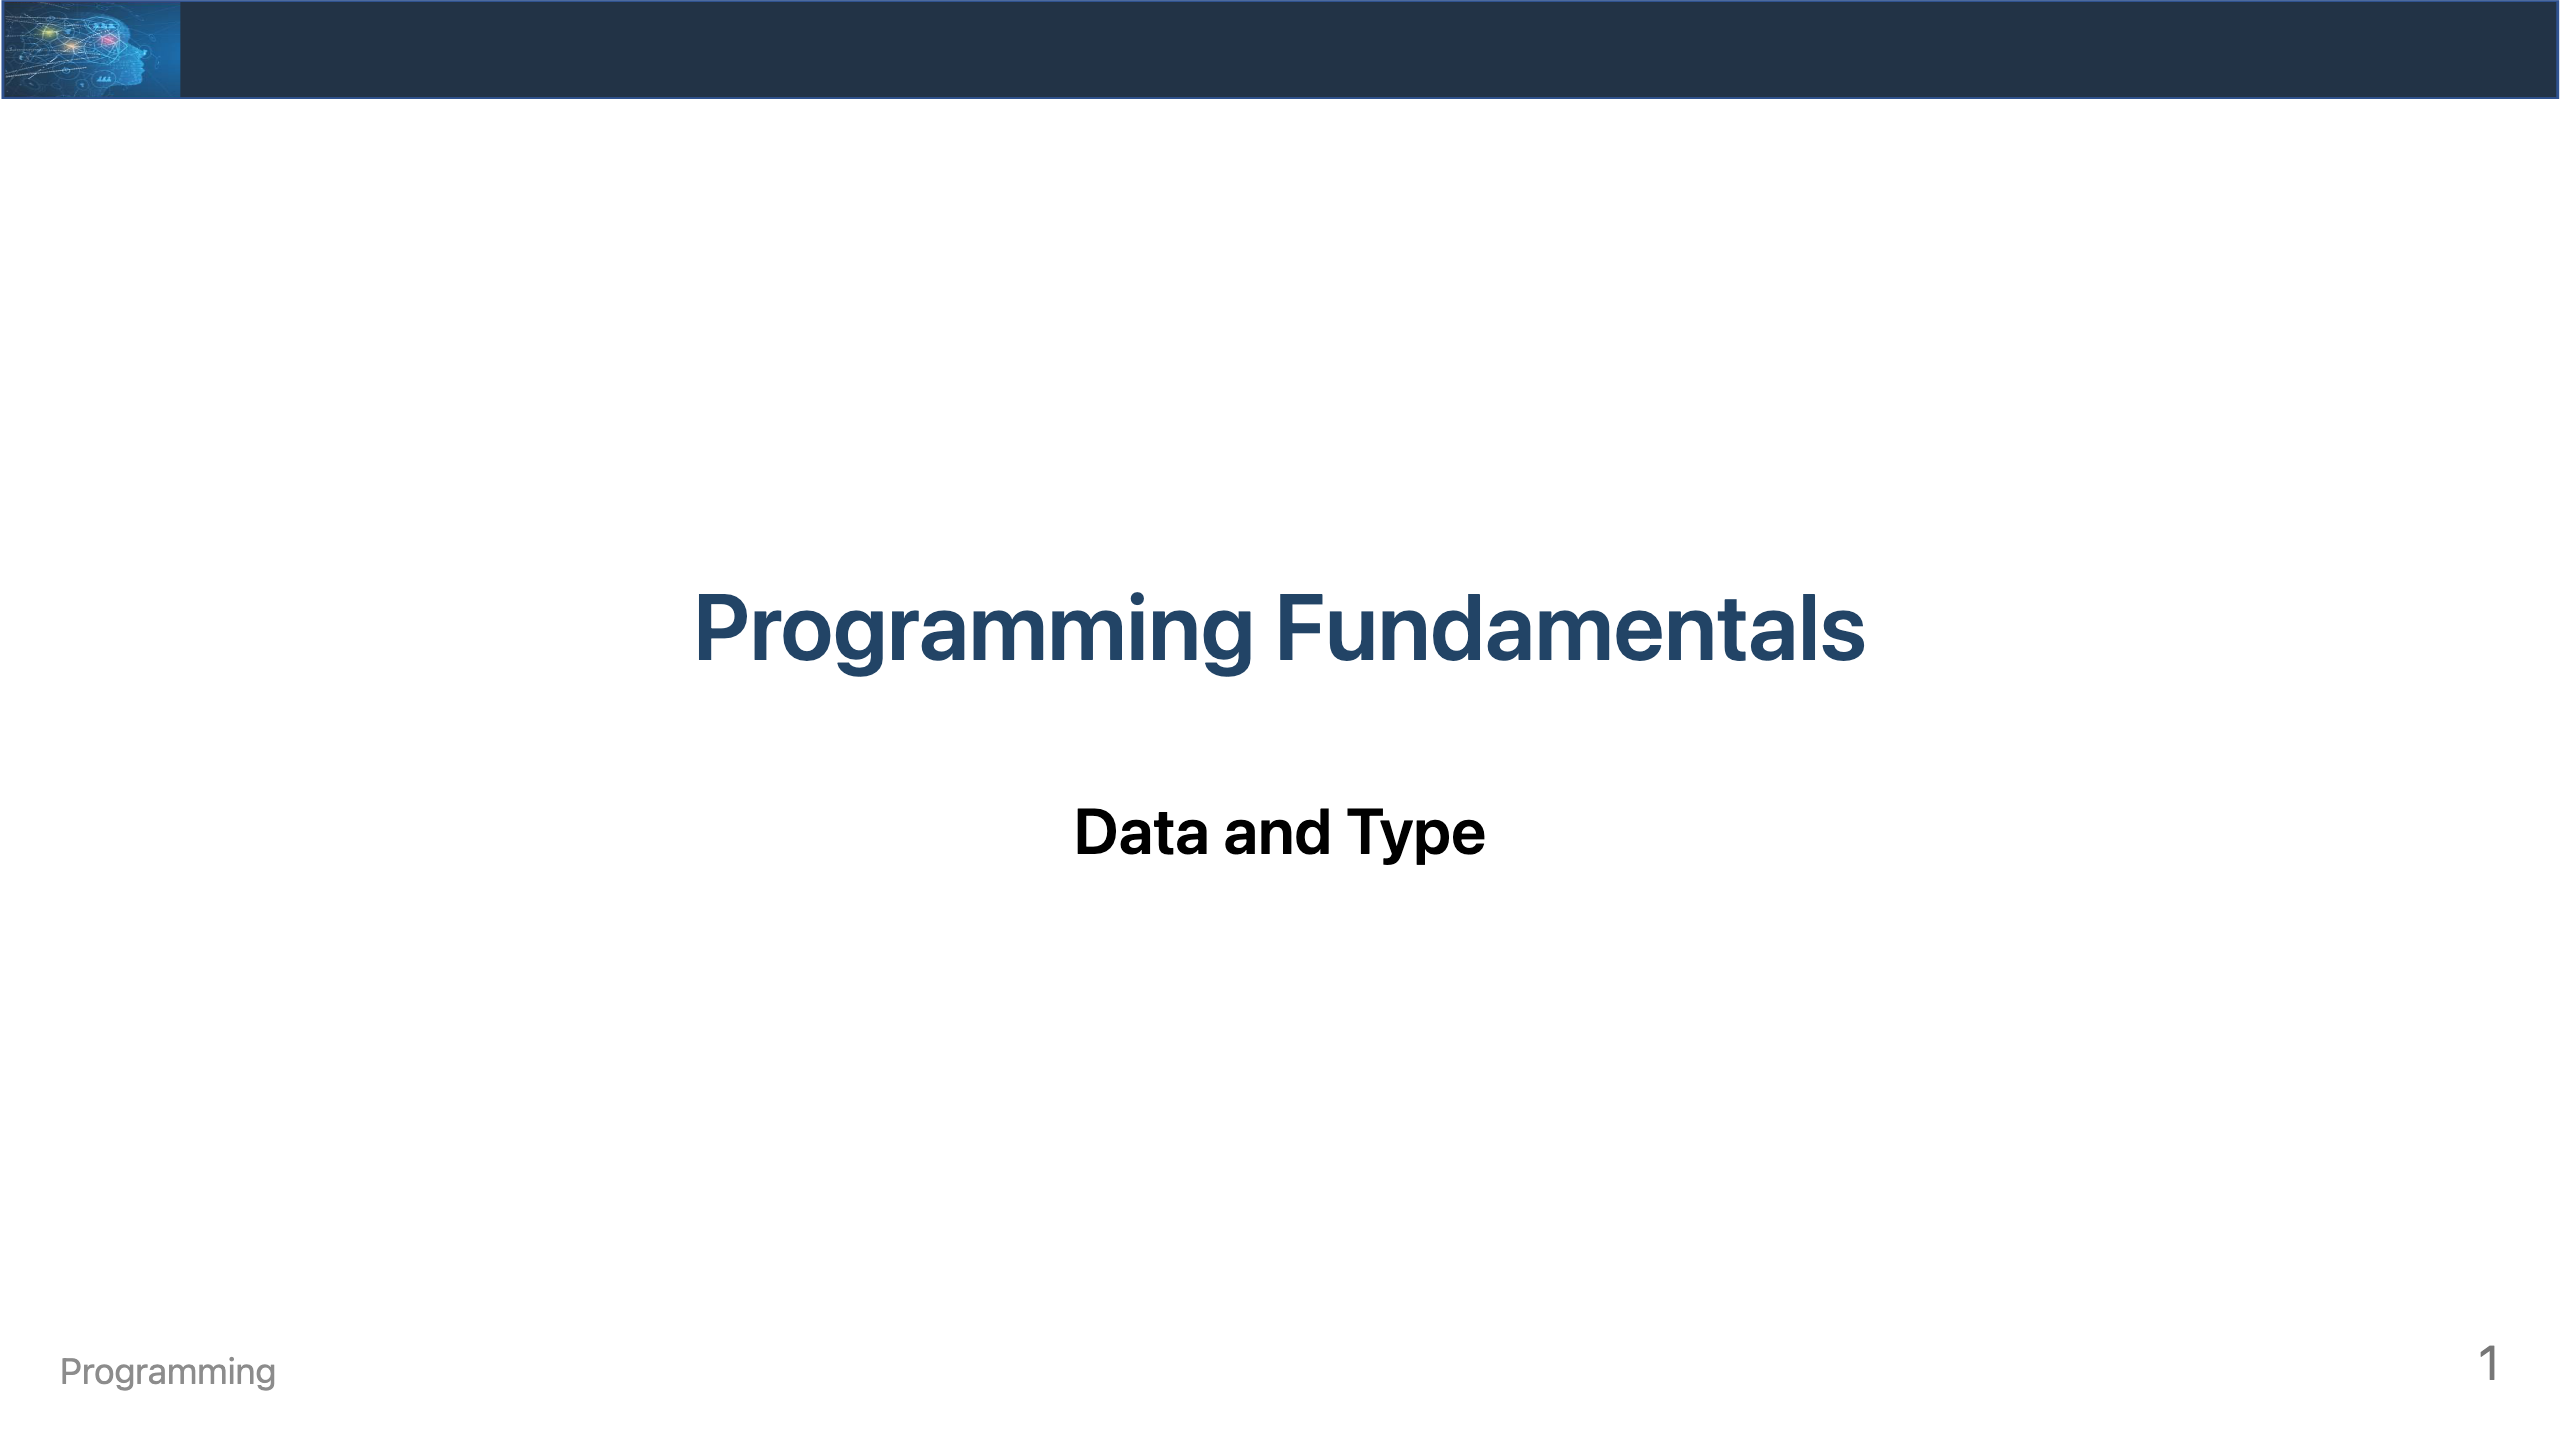 Programming Fundamentals
Data and Type
Programming
1